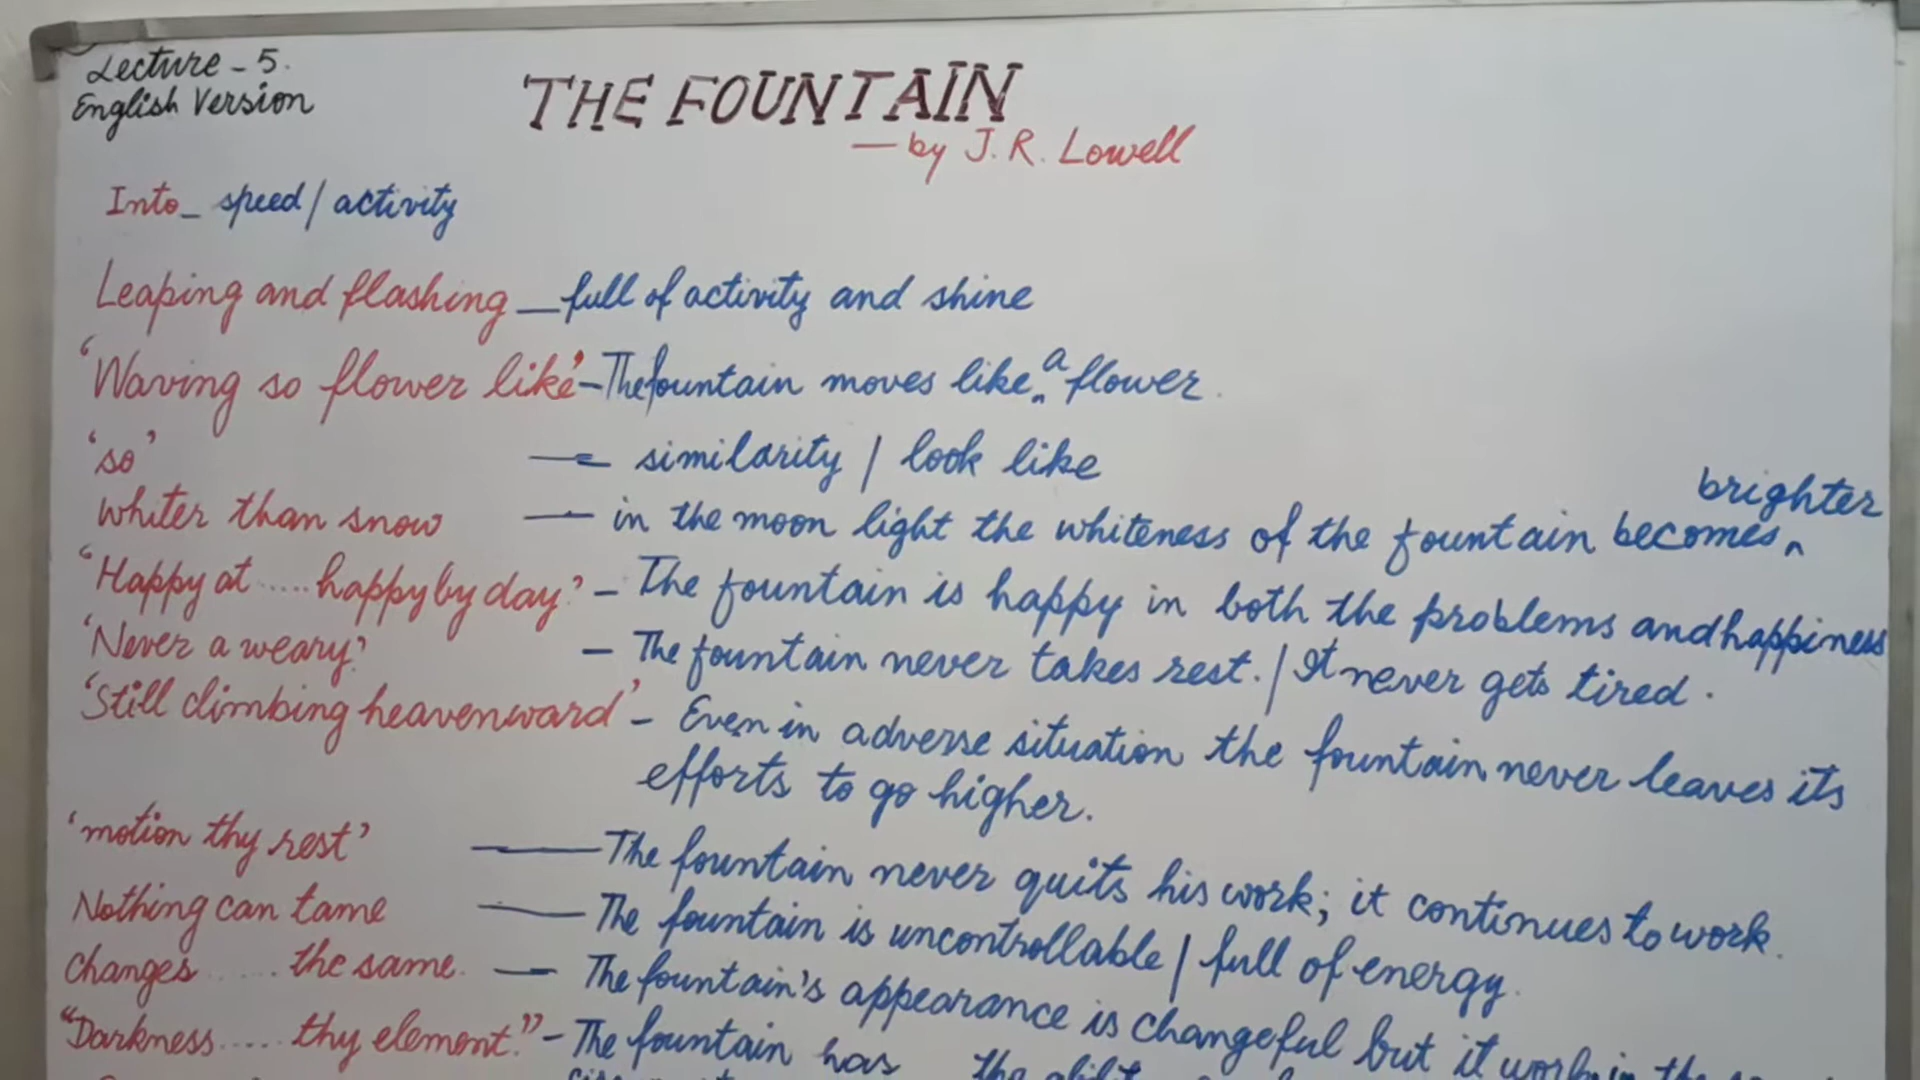 Lecture - 5.
English Version
THE FOUNTAIN
— by J. R. Lowell
Into_ speed / activity
Leaping and flashing — full of activity and shine
'Waving so flower like' - The fountain moves like a flower.
'so' — similarity / look like
brighter
whiter than snow — in the moon light the whiteness of the fountain becomes
'Happy at ..... happy by day' - The fountain is happy in both the problems and happiness
'Never a weary' - The fountain never takes rest. / It never gets tired.
'Still climbing heavenward' - Even in adverse situation the fountain never leaves its
efforts to go higher.
'motion thy rest' — The fountain never quits his work; it continues to work.
Nothing can tame — The fountain is uncontrollable / full of energy.
Changes ...... the same. — The fountain's appearance is changeful but it work in the
"Darkness ..... thy element." - The fountain has the